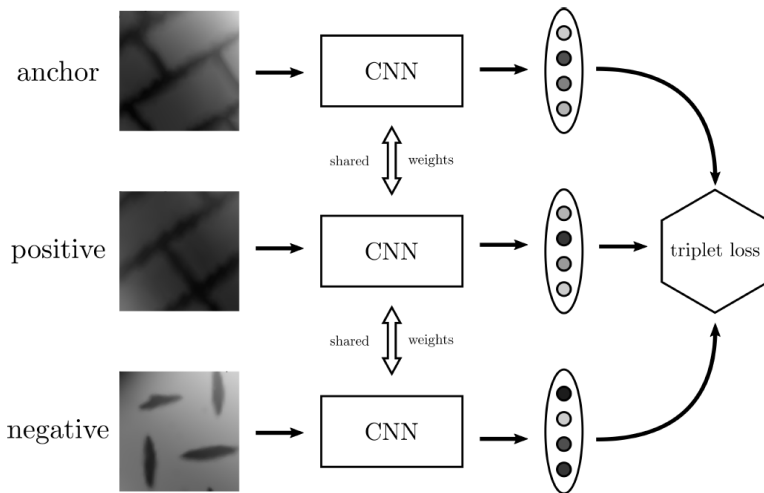 anchor
CNN
shared weights
positive
CNN
triplet loss
shared weights
negative
CNN